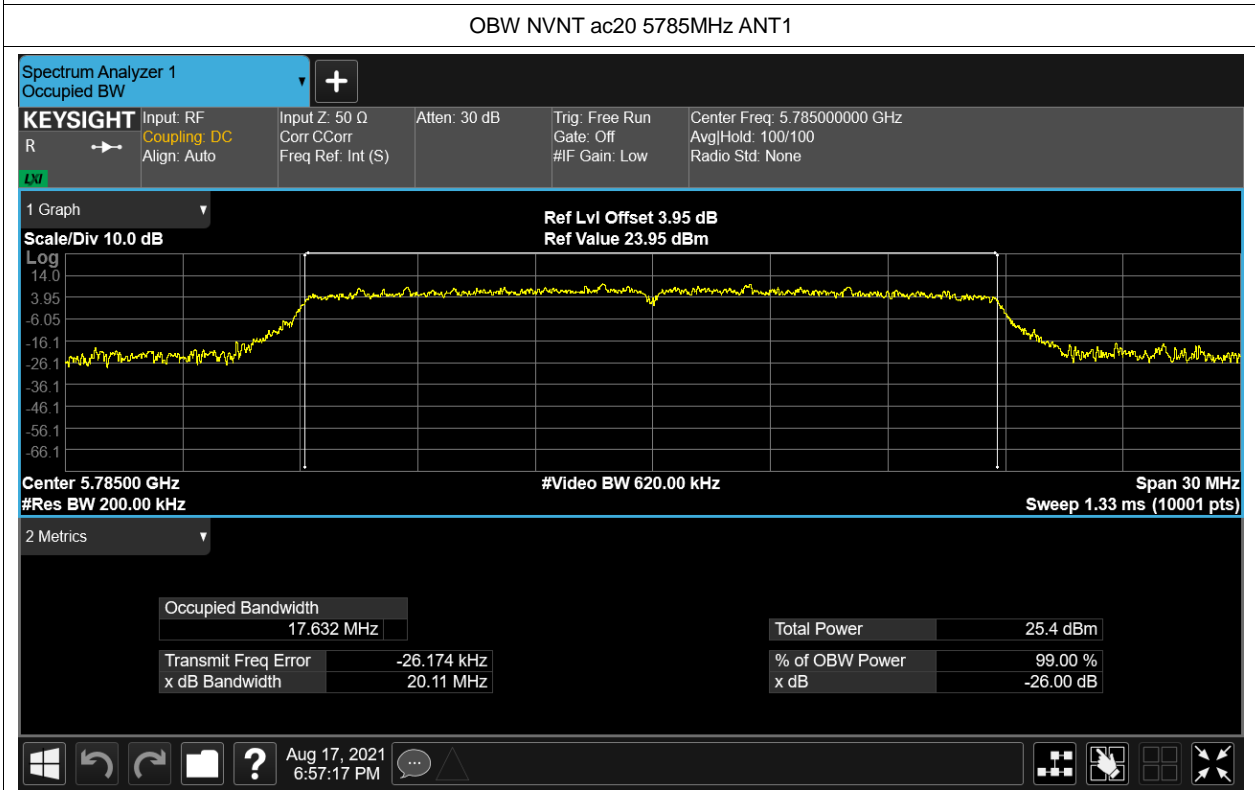 OBW NVNT ac20 5785MHz ANT1
Spectrum Analyzer 1
Occupied BW
KEYSIGHT
R
LXI
Input: RF
Coupling: DC
Align: Auto
Input Z: 50 Ω
Corr CCorr
Freq Ref: Int (S)
Atten: 30 dB
Trig: Free Run
Gate: Off
#IF Gain: Low
Center Freq: 5.785000000 GHz
Avg|Hold: 100/100
Radio Std: None
1 Graph
Ref Lvl Offset 3.95 dB
Scale/Div 10.0 dB
Ref Value 23.95 dBm
Log
14.0
3.95
-6.05
-16.1
-26.1
-36.1
-46.1
-56.1
-66.1
Center 5.78500 GHz
#Video BW 620.00 kHz
Span 30 MHz
#Res BW 200.00 kHz
Sweep 1.33 ms (10001 pts)
2 Metrics
Occupied Bandwidth
17.632 MHz
Total Power 25.4 dBm
Transmit Freq Error -26.174 kHz
% of OBW Power 99.00 %
x dB Bandwidth 20.11 MHz
x dB -26.00 dB
?
Aug 17, 2021
6:57:17 PM